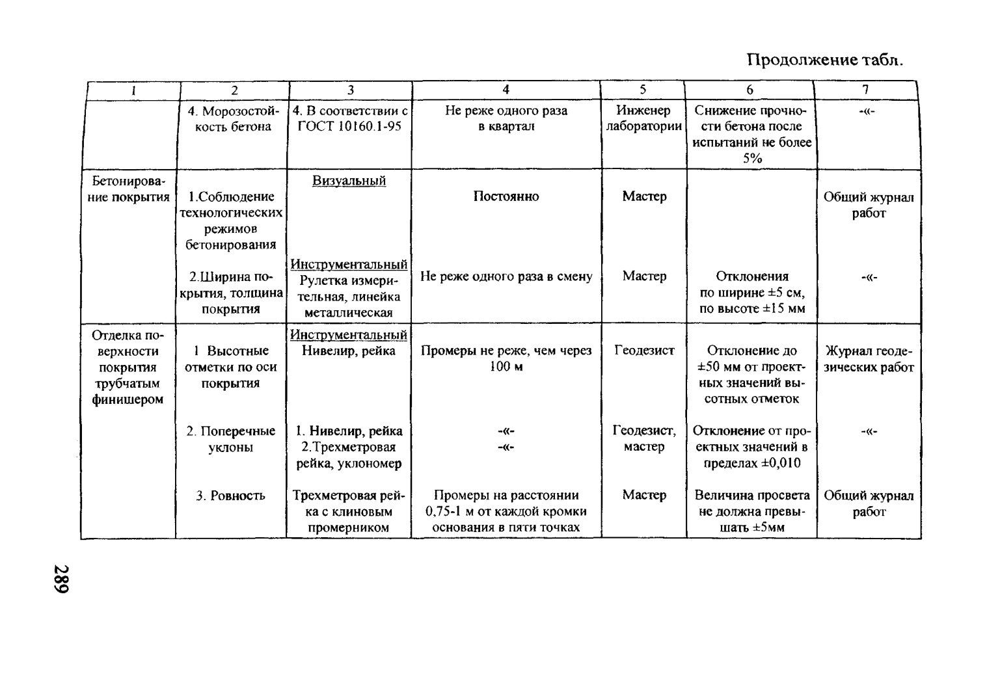 Продолжение табл.
1 2 3 4 5 6 7
4. Морозостой-
кость бетона
4. В соответствии с
ГОСТ 10160.1-95
Не реже одного раза
в квартал
Инженер
лаборатории
Снижение прочно-
сти бетона после
испытаний не более
5%
-«-
Бетонирова-
ние покрытия
1.Соблюдение
технологических
режимов
бетонирования
Визуальный
Постоянно
Мастер
Общий журнал
работ
2.Ширина по-
крытия, толщина
покрытия
Инструментальный
Рулетка измери-
тельная, линейка
металлическая
Не реже одного раза в смену
Мастер
Отклонения
по ширине ±5 см,
по высоте ±15 мм
-«-
Отделка по-
верхности
покрытия
трубчатым
финишером
1 Высотные
отметки по оси
покрытия
Инструментальный
Нивелир, рейка
Промеры не реже, чем через
100 м
Геодезист
Отклонение до
±50 мм от проект-
ных значений вы-
сотных отметок
Журнал геоде-
зических работ
2. Поперечные
уклоны
1. Нивелир, рейка
2.Трехметровая
рейка, уклономер
-«-
-«-
Геодезист,
мастер
Отклонение от про-
ектных значений в
пределах ±0,010
-«-
3. Ровность
Трехметровая рей-
ка с клиновым
промерником
Промеры на расстоянии
0,75-1 м от каждой кромки
основания в пяти точках
Мастер
Величина просвета
не должна превы-
шать ±5мм
Общий журнал
работ
289